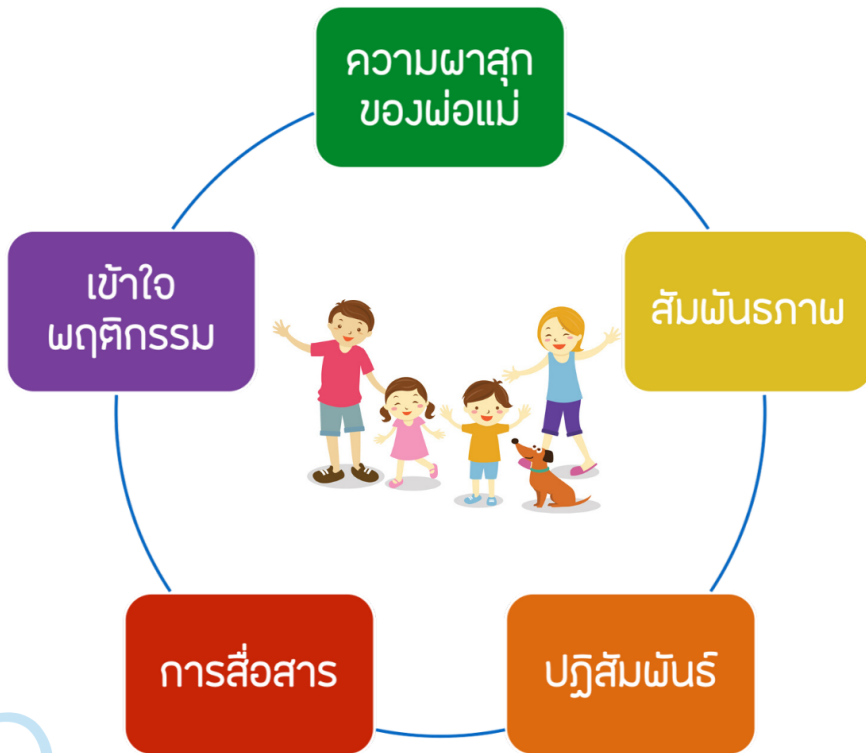 ความผาสุก
ของพ่อแม่
เข้าใจ
พฤติกรรม
สัมพันธภาพ
การสื่อสาร
ปฏิสัมพันธ์